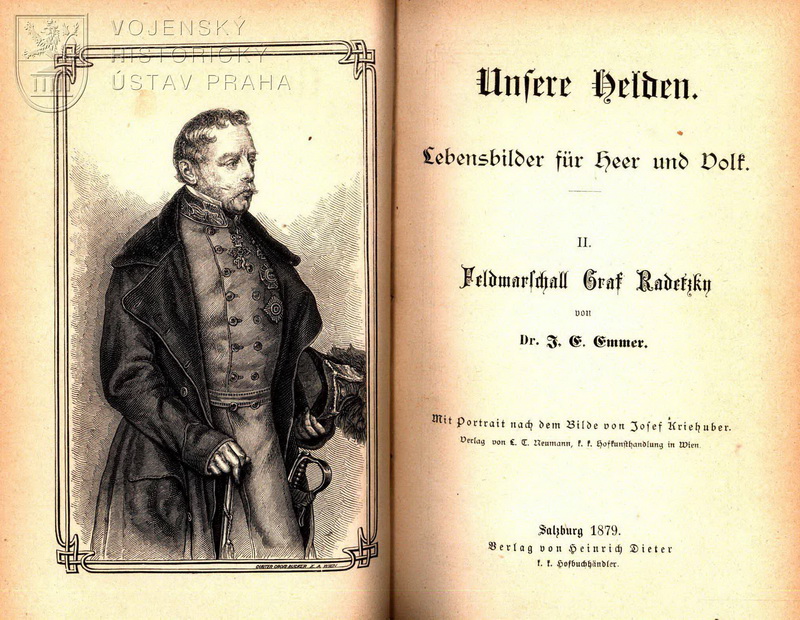 VOJENSKÝ
HISTORICKÝ
ÚSTAV PRAHA
Unsere Helden.
Lebensbilder für Heer und Volk.
II.
Feldmarschall Graf Radetzky
von
Dr. J. E. Emmer.
Mit Portrait nach dem Bilde von Josef Kriehuber.
Verlag von L. T. Neumann, k. k. Hofkunsthandlung in Wien.
Salzburg 1879.
Verlag von Heinrich Dieter
k. k. Hofbuchhändler.